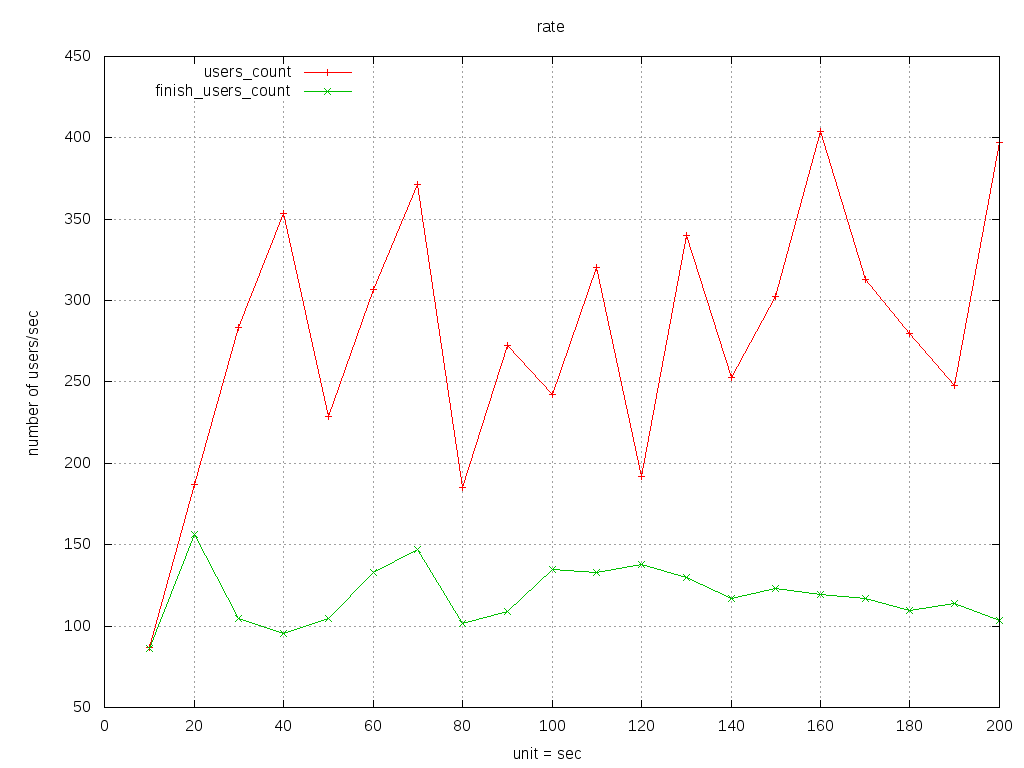 rate
450
400
350
300
250
200
150
100
50
number of users/sec
users_count
finish_users_count
0 20 40 60 80 100 120 140 160 180 200
unit = sec